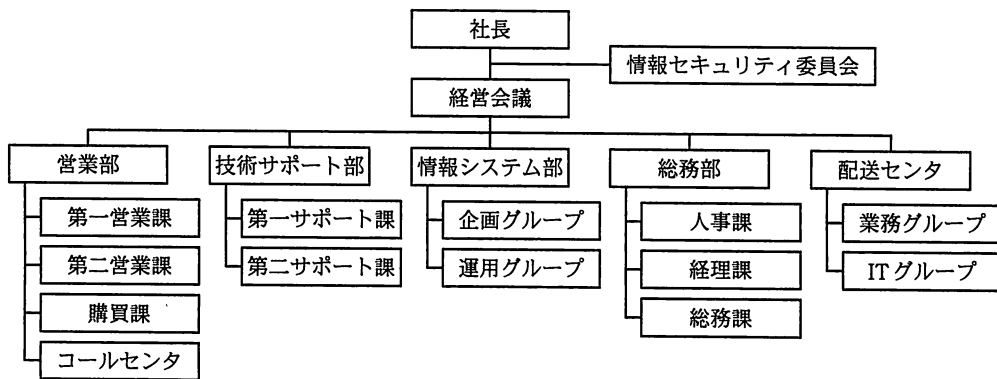 社長
情報セキュリティ委員会
経営会議
営業部
技術サポート部
情報システム部
総務部
配送センタ
第一営業課
第一サポート課
企画グループ
人事課
業務グループ
第二営業課
第二サポート課
運用グループ
経理課
ITグループ
購買課
総務課
コールセンタ